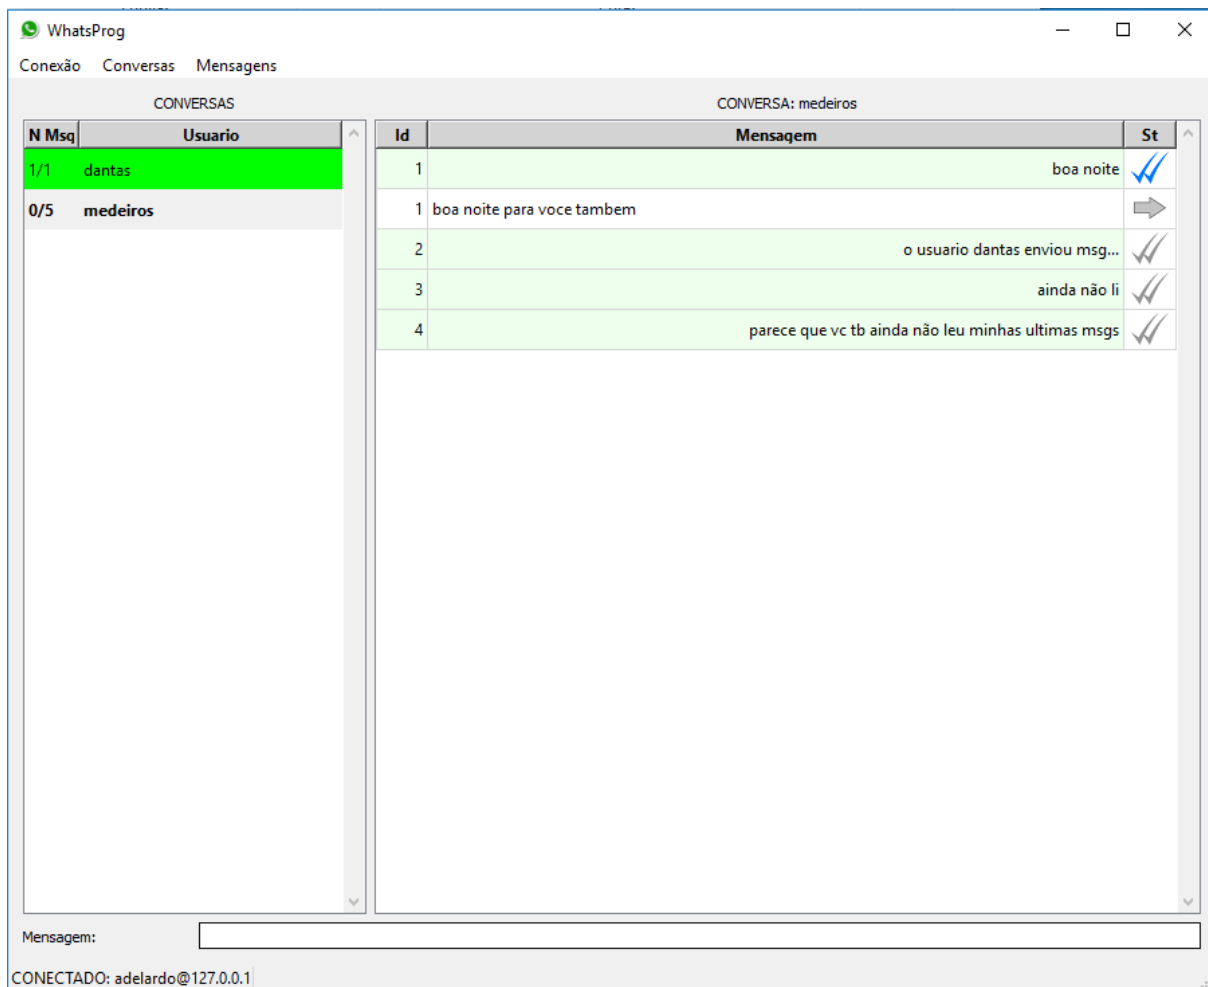 WhatsProg
Conexão Conversas Mensagens
CONVERSAS
CONVERSA: medeiros
N Msg Usuario
1/1 dantas
0/5 medeiros
Id Mensagem St
1 boa noite
1 boa noite para voce tambem
2 o usuario dantas enviou msg...
3 ainda não li
4 parece que vc tb ainda não leu minhas ultimas msgs
Mensagem:
CONECTADO: adelardo@127.0.0.1